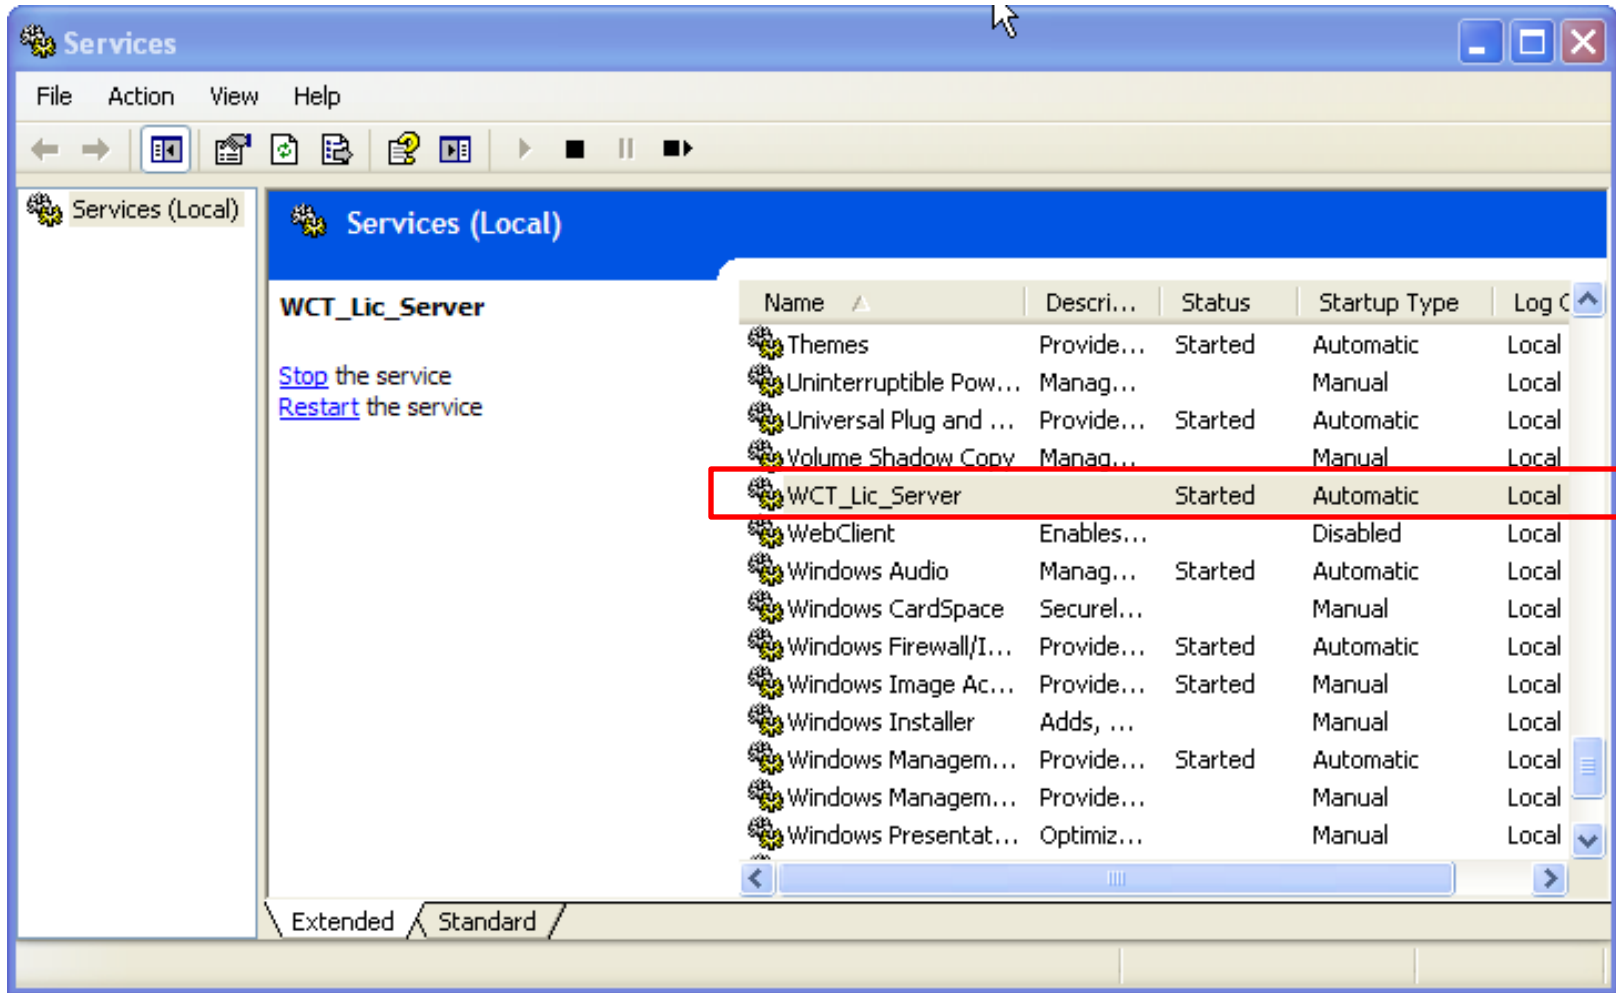 Services
File Action View Help
Services (Local)
Services (Local)
WCT_Lic_Server
Stop the service
Restart the service
Name Descri... Status Startup Type Log
Themes Provide... Started Automatic Local
Uninterruptible Pow... Manag... Manual Local
Universal Plug and ... Provide... Started Automatic Local
Volume Shadow Copy Manag... Manual Local
WCT_Lic_Server Started Automatic Local
WebClient Enables... Disabled Local
Windows Audio Manag... Started Automatic Local
Windows CardSpace Securel... Manual Local
Windows Firewall/I... Provide... Started Automatic Local
Windows Image Ac... Provide... Started Manual Local
Windows Installer Adds, ... Manual Local
Windows Managem... Provide... Started Automatic Local
Windows Managem... Provide... Manual Local
Windows Presentat... Optimiz... Manual Local
Extended Standard